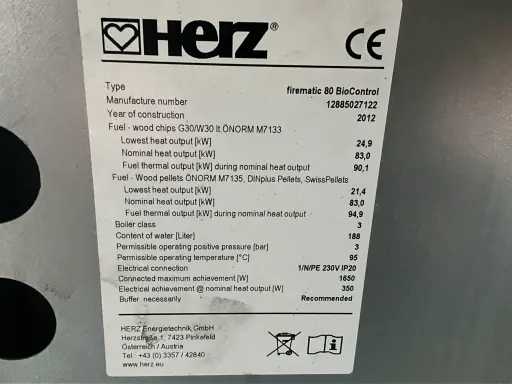 HERZ® CE
Type firematic 80 BioControl
Manufacture number 12885027122
Year of construction 2012
Fuel - wood chips G30/W30 lt ÖNORM M7133
Lowest heat output [kW] 24,9
Nominal heat output [kW] 83,0
Fuel thermal output [kW] during nominal heat output 90,1
Fuel - Wood pellets ÖNORM M7135, DINplus Pellets, SwissPellets
Lowest heat output [kW] 21,4
Nominal heat output [kW] 83,0
Fuel thermal output [kW] during nominal heat output 94,9
Boiler class 3
Content of water [Liter] 188
Permissible operating positive pressure [bar] 3
Permissible operating temperature [°C] 95
Electrical connection 1/N/PE 230V IP20
Connected maximum achievement [W] 1650
Electrical achievement @ nominal heat output [W] 350
Buffer necessarily Recommended
HERZ Energietechnik GmbH
Herzstraße 1, 7423 Pinkafeld
Österreich / Austria
Tel.: +43 (0) 3357 / 42840
www.herz.eu